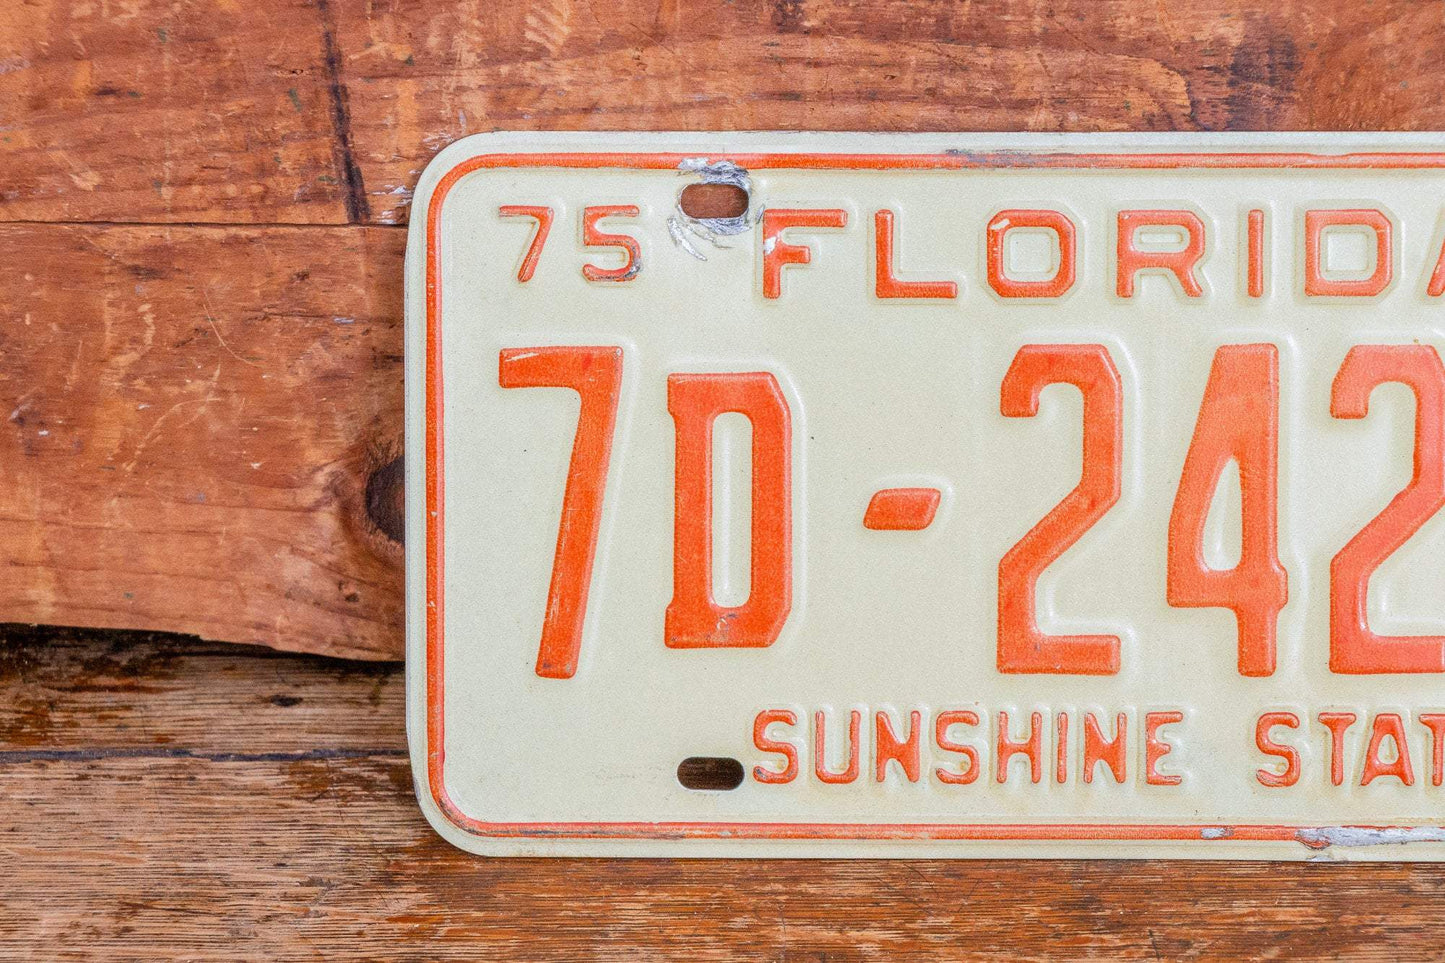 75 FLORIDA
7D-242
SUNSHINE STAT